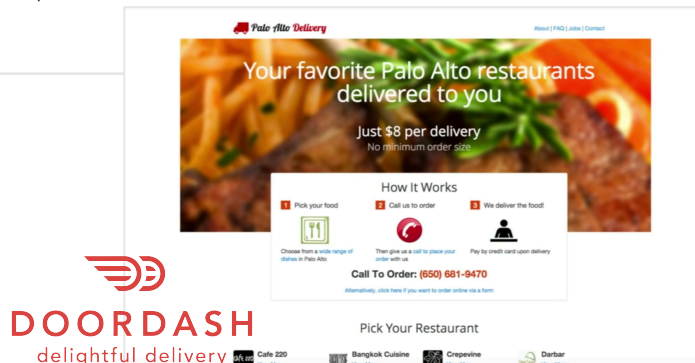 Palo Alto Delivery
About | FAQ | Jobs | Contact
Your favorite Palo Alto restaurants
delivered to you
Just $8 per delivery
No minimum order size
How It Works
1 Pick your food
2 Call us to order
3 We deliver the food!
Choose from a wide range of
dishes in Palo Alto
Then give us a call to place your
order with us
Pay by credit card upon delivery
Call To Order: (650) 681-9470
Alternatively, click here if you want to order online via a form
Pick Your Restaurant
Cafe 220
Bangkok Cuisine
Crepevine
Darbar
DOORDASH
delightful delivery